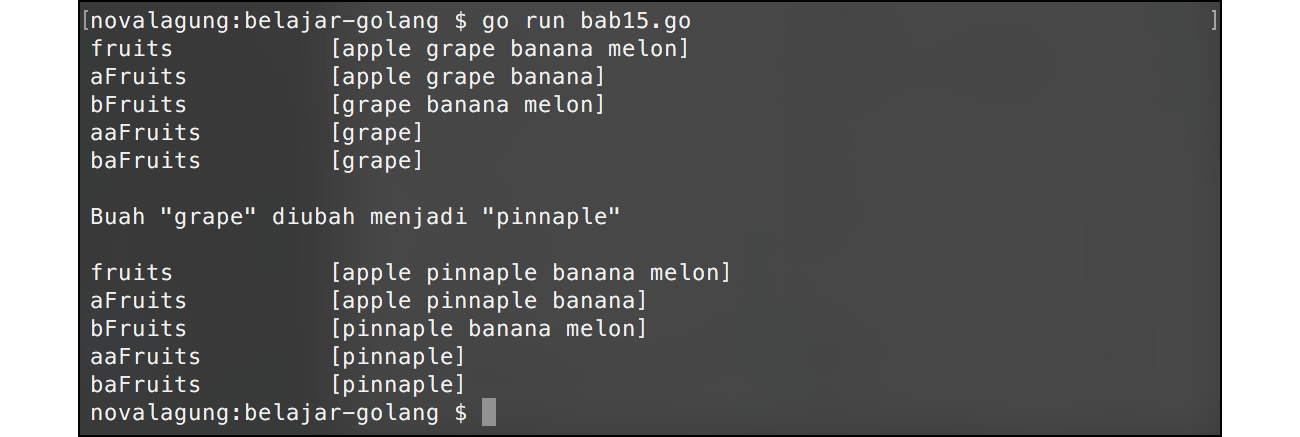 [novalagung:belajar-golang $ go run bab15.go ]
fruits [apple grape banana melon]
aFruits [apple grape banana]
bFruits [grape banana melon]
aaFruits [grape]
baFruits [grape]
Buah "grape" diubah menjadi "pinnaple"
fruits [apple pinnaple banana melon]
aFruits [apple pinnaple banana]
bFruits [pinnaple banana melon]
aaFruits [pinnaple]
baFruits [pinnaple]
novalagung:belajar-golang $